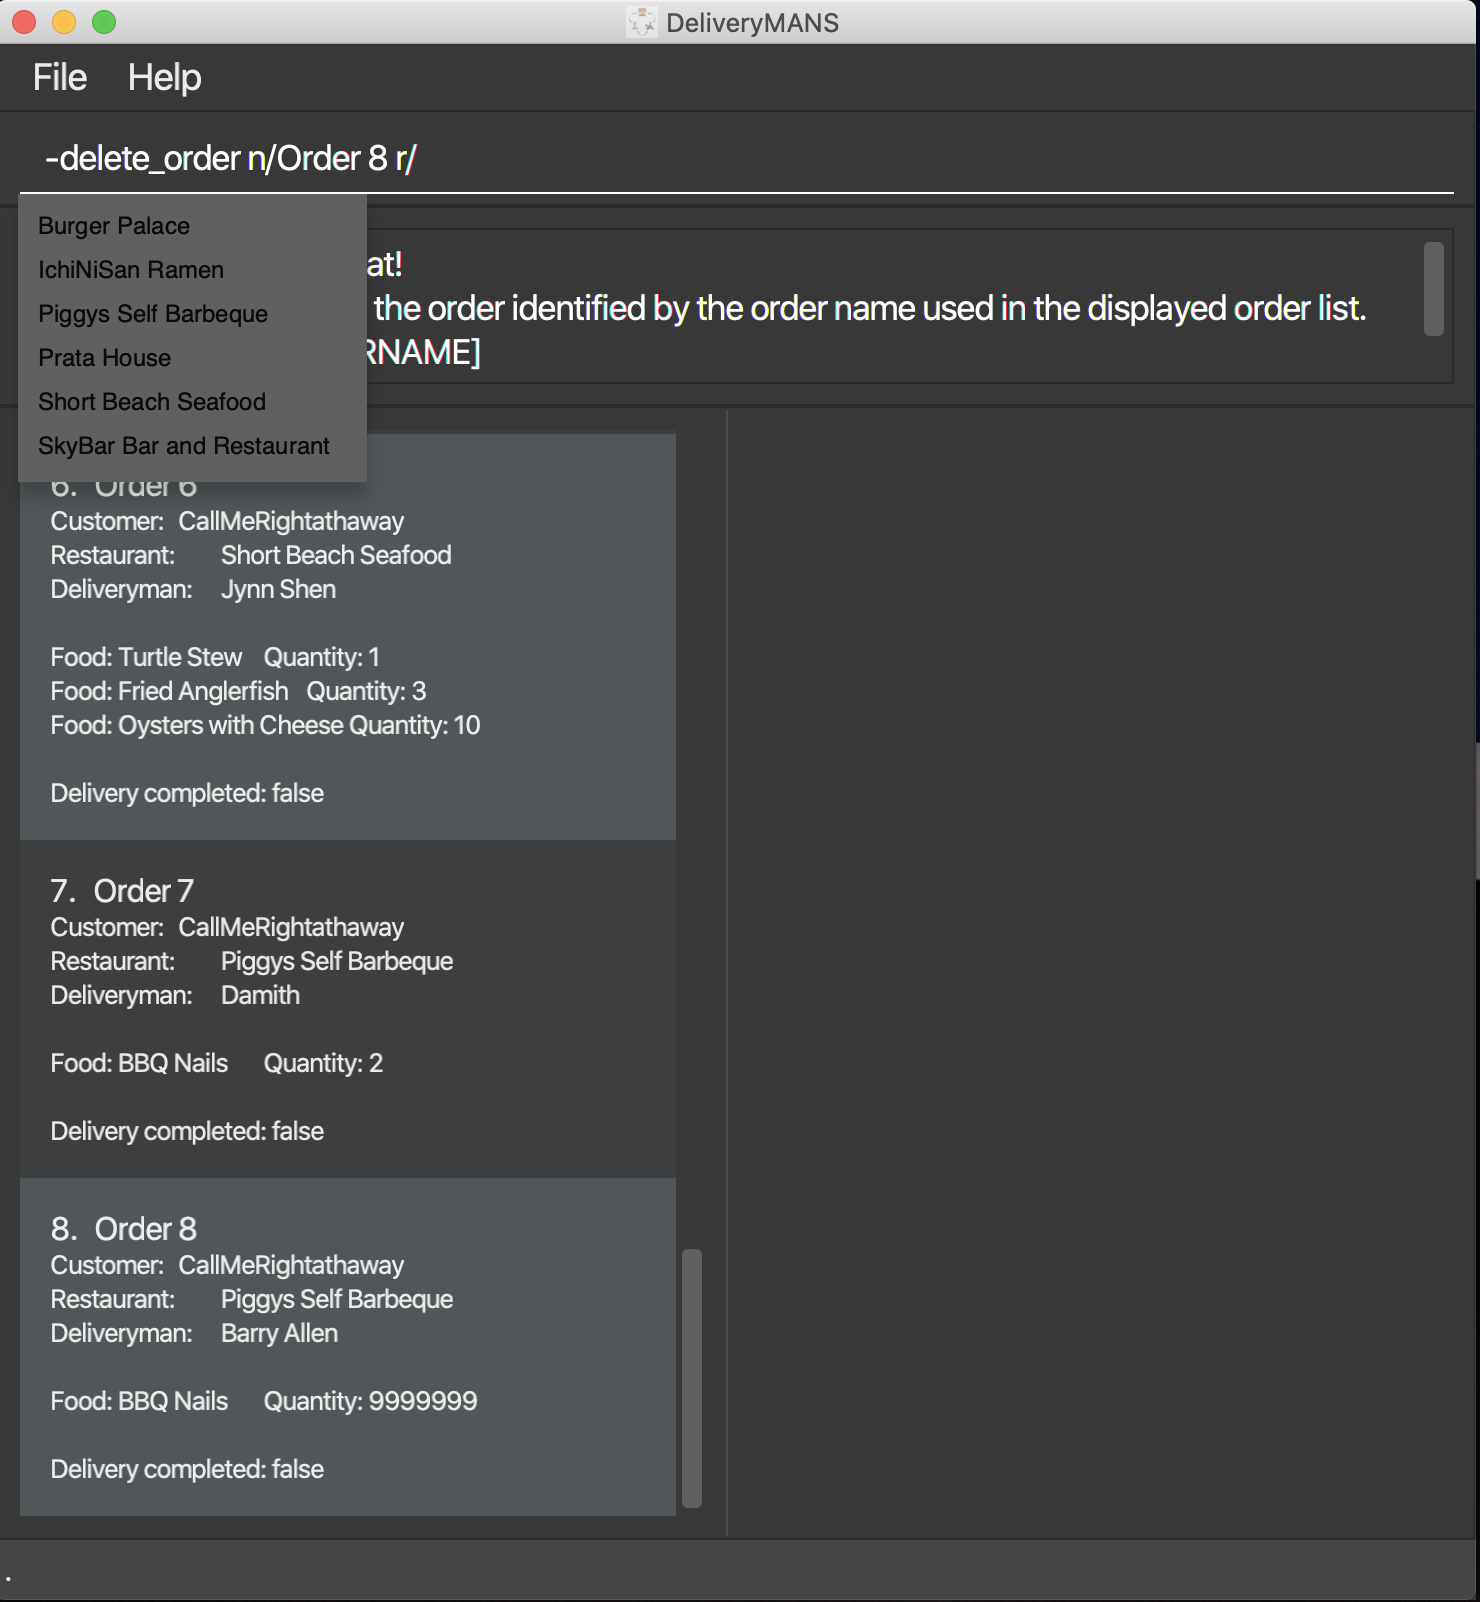 DeliveryMANS
File Help
-delete_order n/Order 8 r/
Burger Palace
IchiNiSan Ramen
Piggys Self Barbeque
Prata House
Short Beach Seafood
SkyBar Bar and Restaurant
at!
the order identified by the order name used in the displayed order list.
RNAME]
6. Order 6
Customer: CallMeRightathaway
Restaurant: Short Beach Seafood
Deliveryman: Jynn Shen
Food: Turtle Stew Quantity: 1
Food: Fried Anglerfish Quantity: 3
Food: Oysters with Cheese Quantity: 10
Delivery completed: false
7. Order 7
Customer: CallMeRightathaway
Restaurant: Piggys Self Barbeque
Deliveryman: Damith
Food: BBQ Nails Quantity: 2
Delivery completed: false
8. Order 8
Customer: CallMeRightathaway
Restaurant: Piggys Self Barbeque
Deliveryman: Barry Allen
Food: BBQ Nails Quantity: 9999999
Delivery completed: false
.